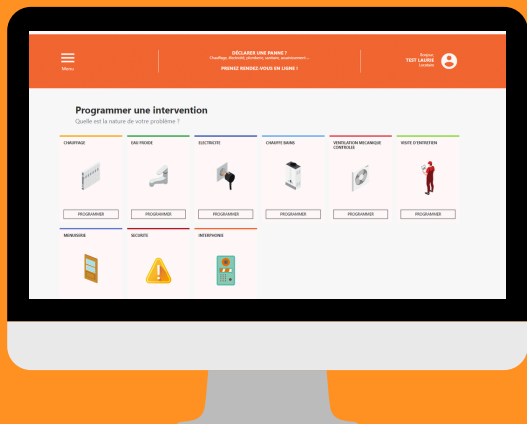 DÉCLARER UNE PANNE ?
Chauffage, électricité, plomberie, sanitaire, assainissement ...
PRENEZ RENDEZ-VOUS EN LIGNE !
Menu
Bonjour,
TEST LAURIE
Locataire
Programmer une intervention
Quelle est la nature de votre problème ?
CHAUFFAGE
EAU FROIDE
ELECTRICITE
CHAUFFE BAINS
VENTILATION MECANIQUE
CONTROLEE
VISITE D'ENTRETIEN
PROGRAMMER
PROGRAMMER
PROGRAMMER
PROGRAMMER
PROGRAMMER
PROGRAMMER
MENUISERIE
SECURITE
INTERPHONIE